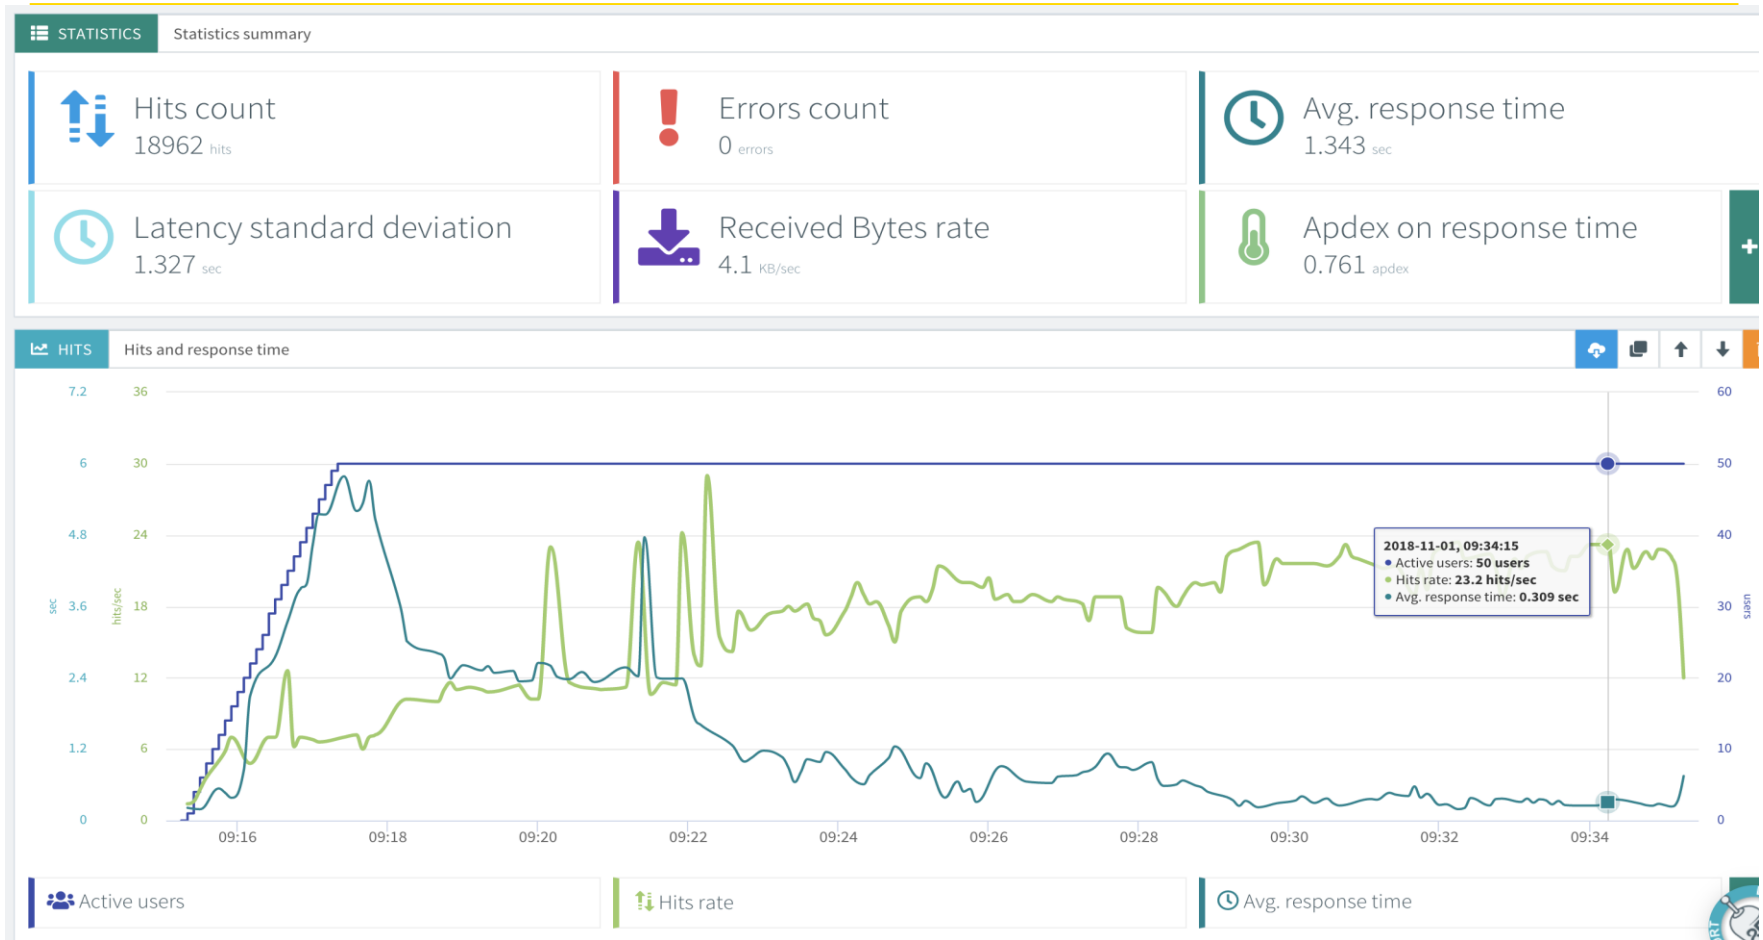 STATISTICS Statistics summary
Hits count
18962 hits
Errors count
0 errors
Avg. response time
1.343 sec
Latency standard deviation
1.327 sec
Received Bytes rate
4.1 KB/sec
Apdex on response time
0.761 apdex
HITS Hits and response time
7.2 36 60
6 30 50
4.8 24 40
2018-11-01, 09:34:15
Active users: 50 users
Hits rate: 23.2 hits/sec
Avg. response time: 0.309 sec
sec 3.6 hits/sec 18 30 users
2.4 12 20
1.2 6 10
0 0 0
09:16 09:18 09:20 09:22 09:24 09:26 09:28 09:30 09:32 09:34
Active users
Hits rate
Avg. response time